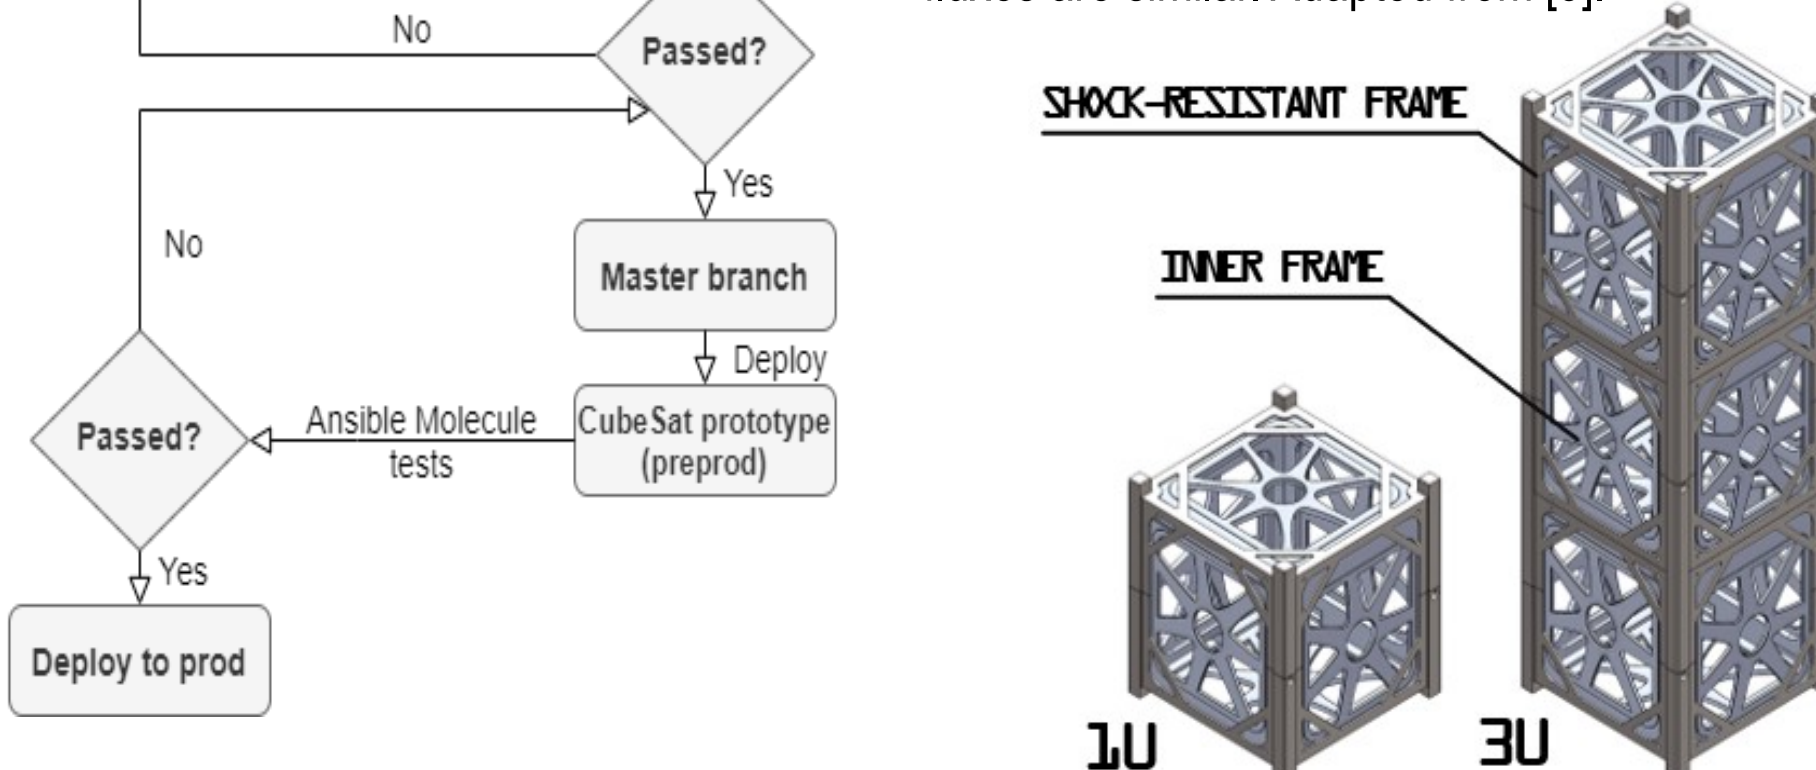 No
Passed?
Yes
Master branch
Deploy
CubeSat prototype
(preprod)
Ansible Molecule
tests
Passed?
No
Yes
Deploy to prod
SHOCK-RESISTANT FRAME
INNER FRAME
1U
3U